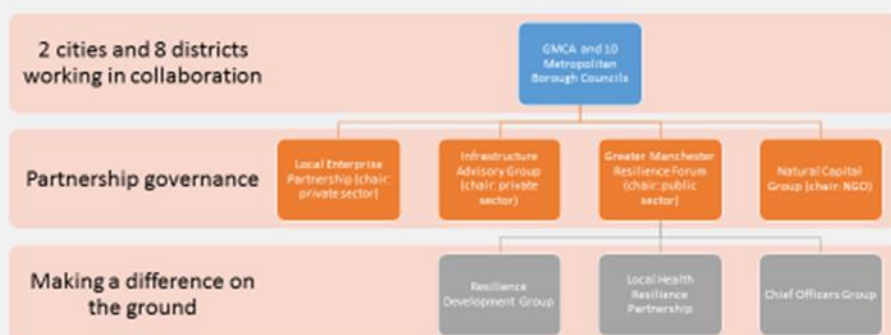 2 cities and 8 districts
working in collaboration
GMCA and 10
Metropolitan
Borough Councils
Partnership governance
Local Enterprise
Partnership (chair:
private sector)
Infrastructure
Advisory Group
(chair: private
sector)
Greater Manchester
Resilience Forum
(chair: public
sector)
Natural Capital
Group (chair: NGO)
Making a difference on
the ground
Resilience
Development Group
Local Health
Resilience
Partnership
Chief Officers Group